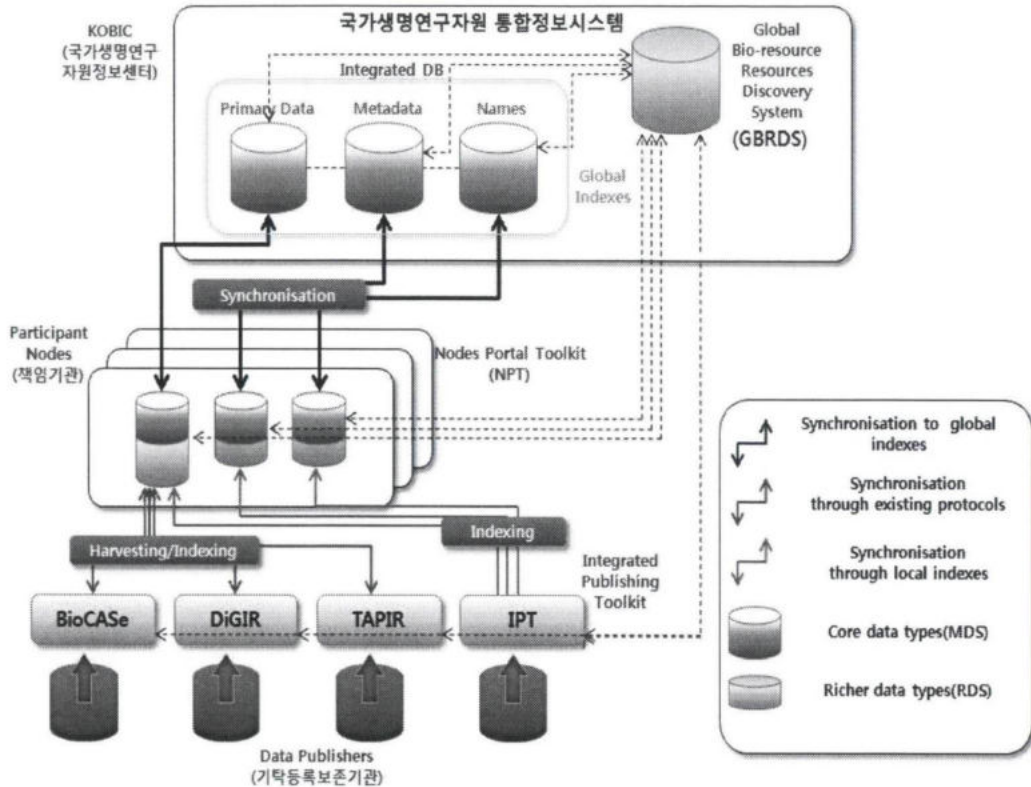 국가생명연구자원 통합정보시스템
KOBIC
(국가생명연구
자원정보센터)
Integrated DB
Primary Data
Metadata
Names
Global
Bio-resource
Resources
Discovery
System
(GBRDS)
Global
Indexes
Synchronisation
Participant
Nodes
(책임기관)
Nodes Portal Toolkit
(NPT)
Harvesting/Indexing
Indexing
Integrated
Publishing
Toolkit
BioCASe
DiGIR
TAPIR
IPT
Data Publishers
(기탁등록보존기관)
Synchronisation to global
indexes
Synchronisation
through existing protocols
Synchronisation
through local indexes
Core data types(MDS)
Richer data types(RDS)